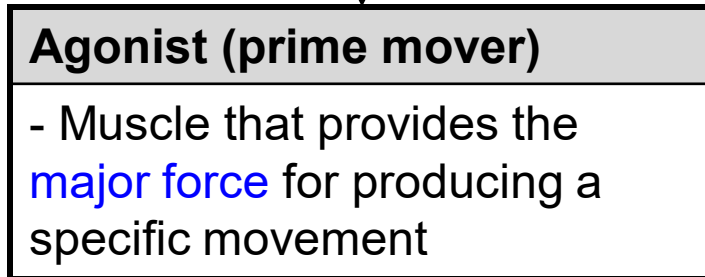 Agonist (prime mover)
- Muscle that provides the
major force for producing a
specific movement